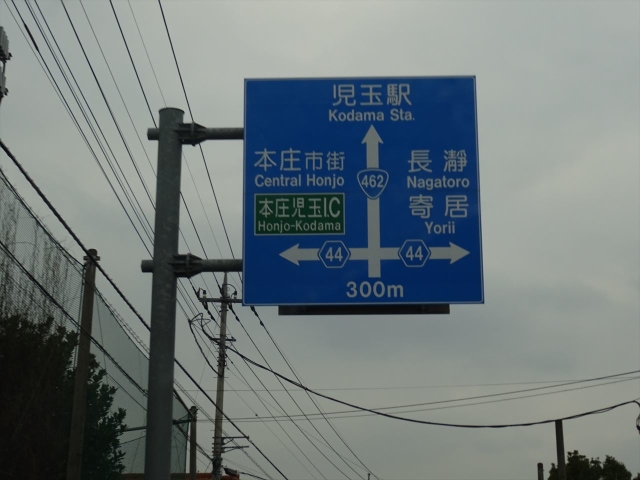 児玉駅
Kodama Sta.
本庄市街
Central Honjo
本庄児玉IC
Honjo-Kodama
長瀞
Nagatoro
寄居
Yorii
462
44
44
300m